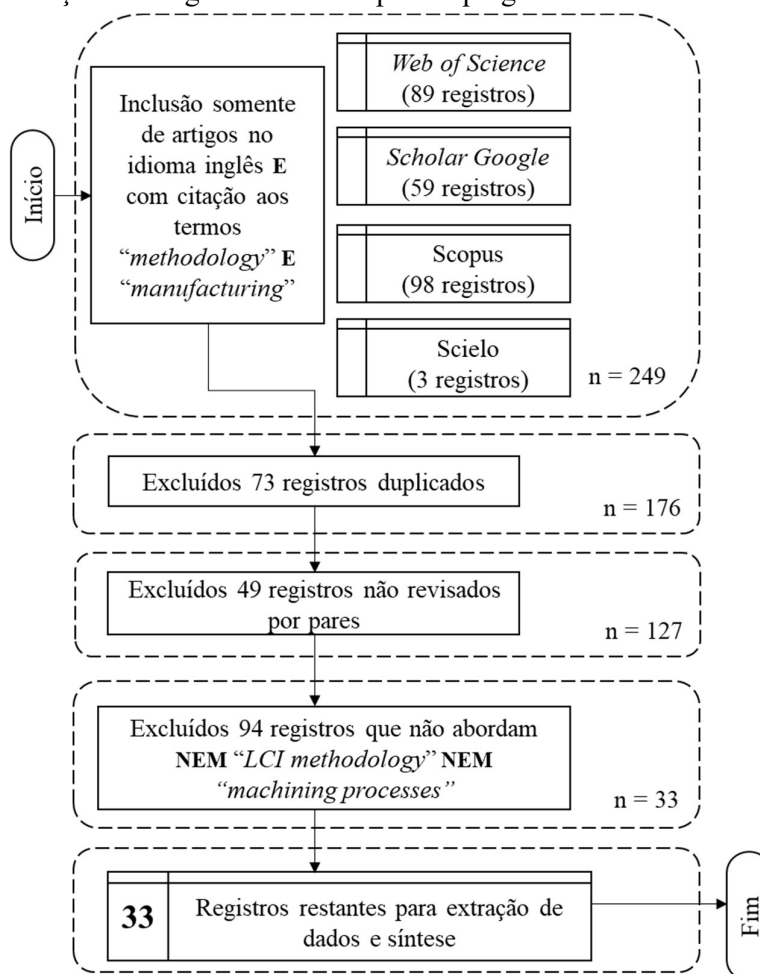 Início
Inclusão somente
de artigos no
idioma inglês E
com citação aos
termos
“methodology” E
“manufacturing”
Web of Science
(89 registros)
Scholar Google
(59 registros)
Scopus
(98 registros)
Scielo
(3 registros)
n = 249
Excluídos 73 registros duplicados
n = 176
Excluídos 49 registros não revisados
por pares
n = 127
Excluídos 94 registros que não abordam
NEM “LCI methodology” NEM
“machining processes”
n = 33
33
Registros restantes para extração de
dados e síntese
Fim